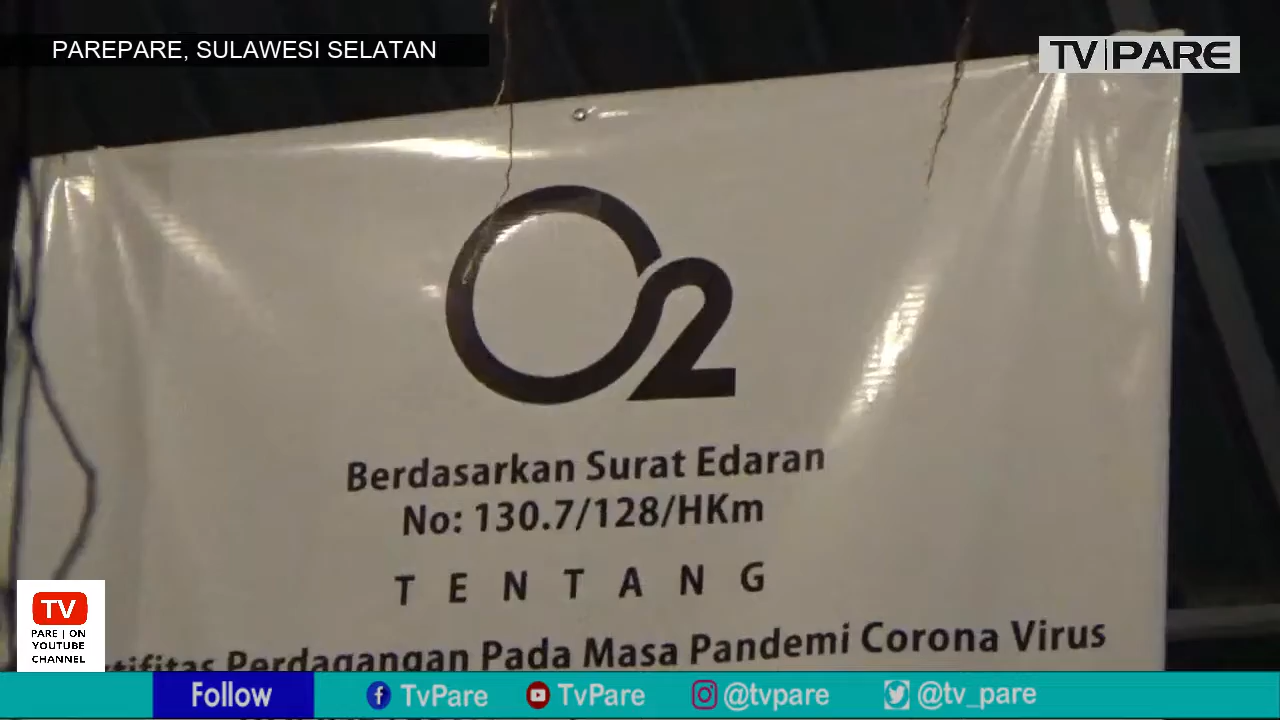 PAREPARE, SULAWESI SELATAN
TV|PARE
O2
Berdasarkan Surat Edaran
No: 130.7/128/HKm
TENTANG
Perdagangan Pada Masa Pandemi Corona Virus
TV
PARE | ON
YOUTUBE
CHANNEL
Follow TvPare TvPare @tvpare @tv_pare